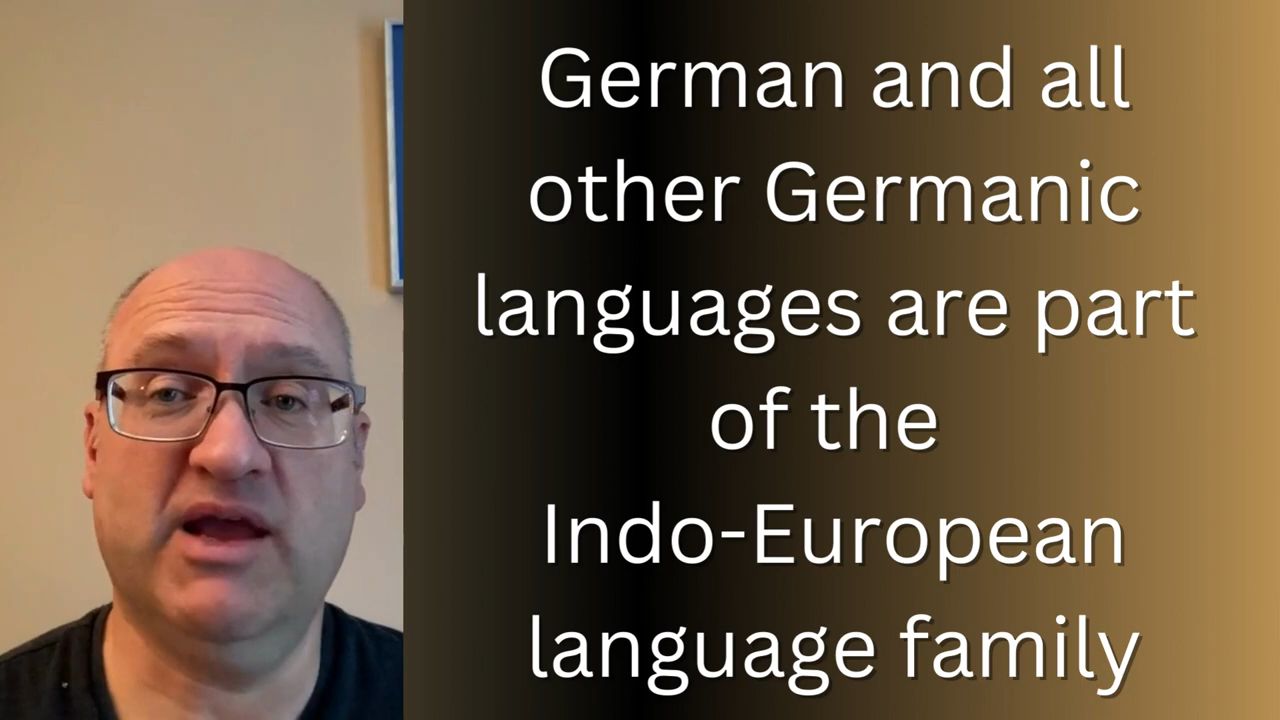 German and all
other Germanic
languages are part
of the
Indo-European
language family